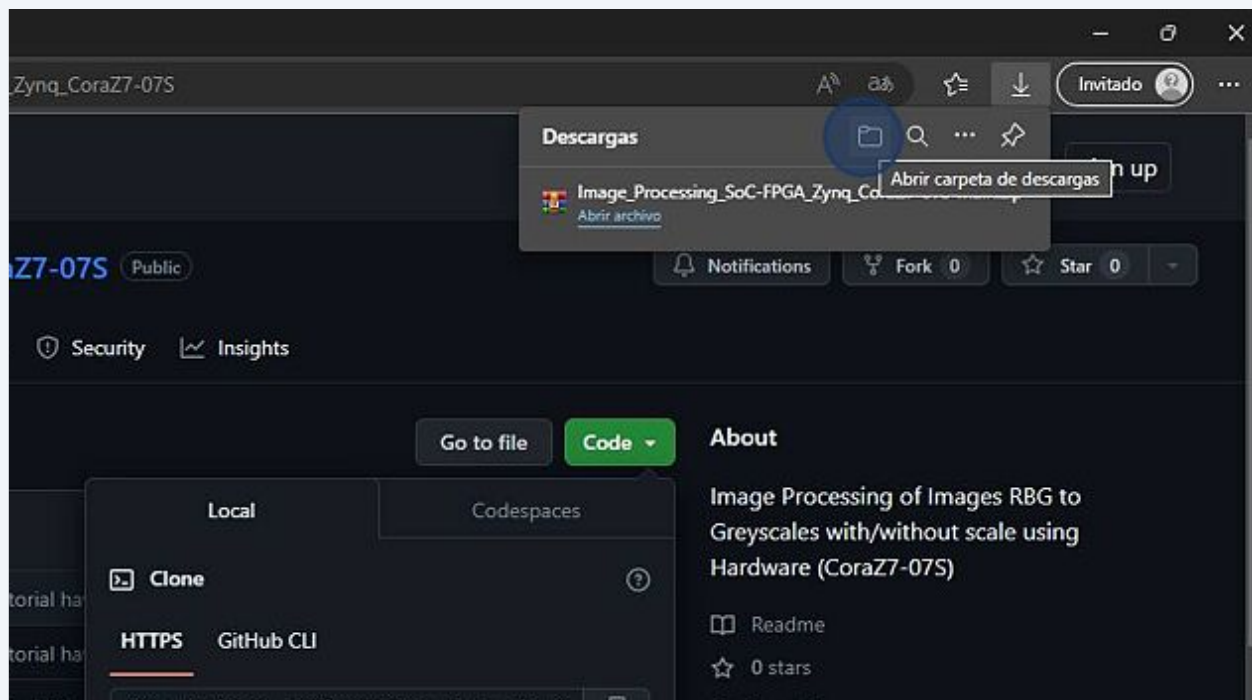 _Zynq_CoraZ7-07S
Invitado
Descargas
Abrir carpeta de descargas
n up
Image_Processing_SoC-FPGA_Zynq_Co
Abrir archivo
Z7-07S Public
Notifications
Fork 0
Star 0
Security
Insights
Go to file
Code
About
Local
Codespaces
Image Processing of Images RBG to
Greyscales with/without scale using
Hardware (CoraZ7-07S)
Clone
torial ha
HTTPS GitHub CLI
torial ha
Readme
0 stars